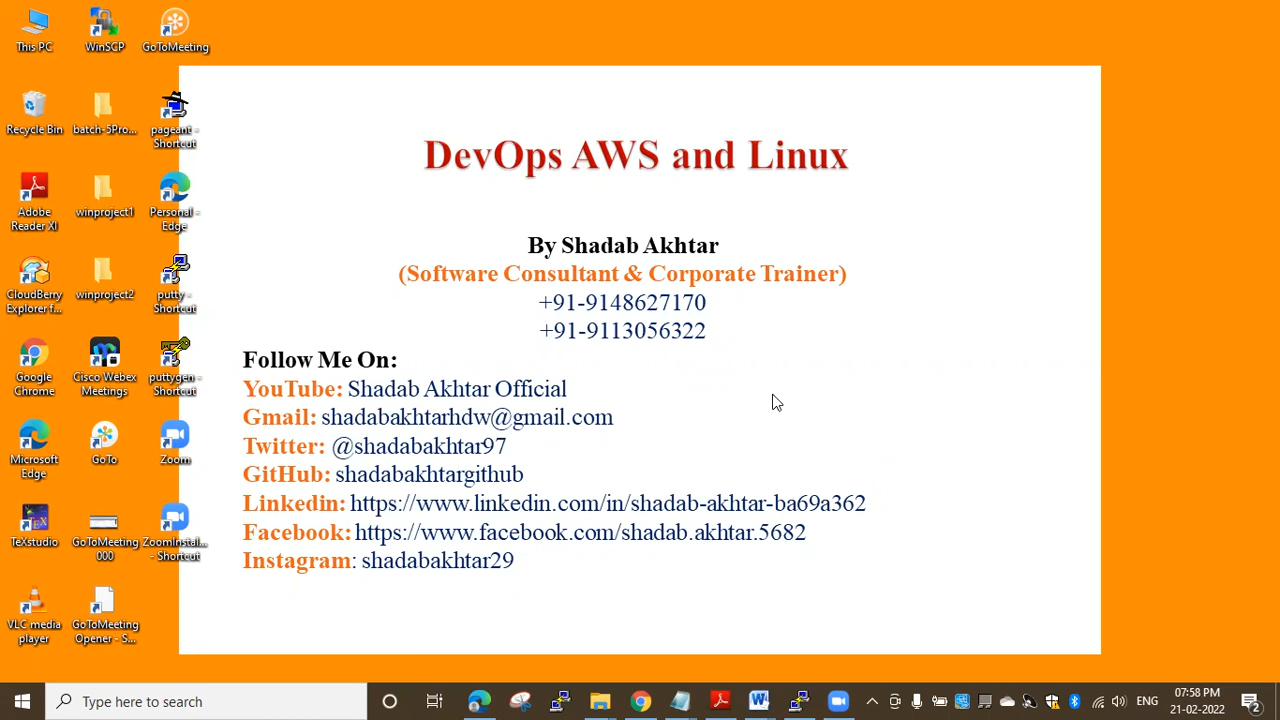 This PC
WinSCP
GoToMeeting
Recycle Bin
batch-5Pro...
pageant -
Shortcut
Adobe
Reader XI
winproject1
Personal -
Edge
CloudBerry
Explorer f...
winproject2
putty -
Shortcut
Google
Chrome
Cisco Webex
Meetings
puttygen -
Shortcut
Microsoft
Edge
GoTo
Zoom
TeXstudio
GoToMeeting
000
ZoomInstal...
- Shortcut
VLC media
player
GoToMeeting
Opener - S...
DevOps AWS and Linux
By Shadab Akhtar
(Software Consultant & Corporate Trainer)
+91-9148627170
+91-9113056322
Follow Me On:
YouTube: Shadab Akhtar Official
Gmail: shadabakhtarhdw@gmail.com
Twitter: @shadabakhtar97
GitHub: shadabakhtargithub
Linkedin: https://www.linkedin.com/in/shadab-akhtar-ba69a362
Facebook: https://www.facebook.com/shadab.akhtar.5682
Instagram: shadabakhtar29
Type here to search
ENG
07:58 PM
21-02-2022
2